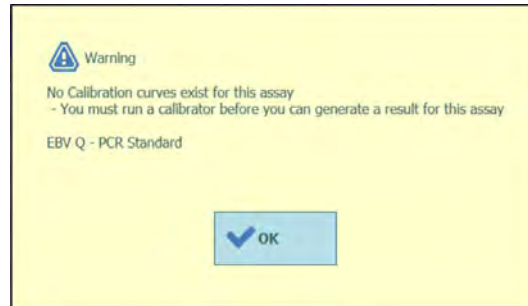 Warning
No Calibration curves exist for this assay
- You must run a calibrator before you can generate a result for this assay
EBV Q - PCR Standard
OK